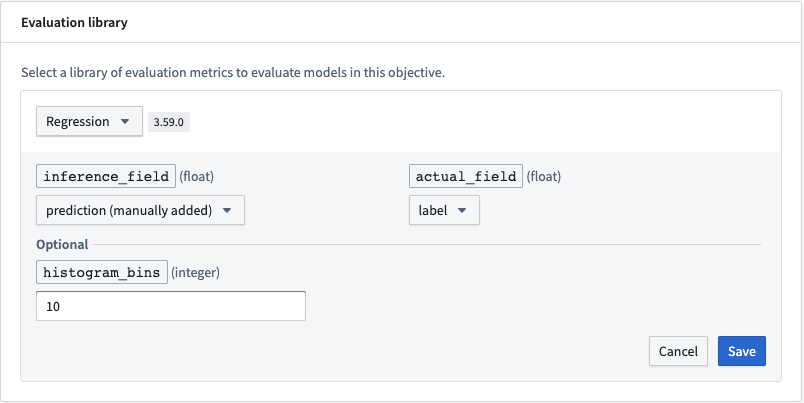 Evaluation library
Select a library of evaluation metrics to evaluate models in this objective.
Regression 3.59.0
inference_field (float) actual_field (float)
prediction (manually added) label
Optional
histogram_bins (integer)
10
Cancel Save